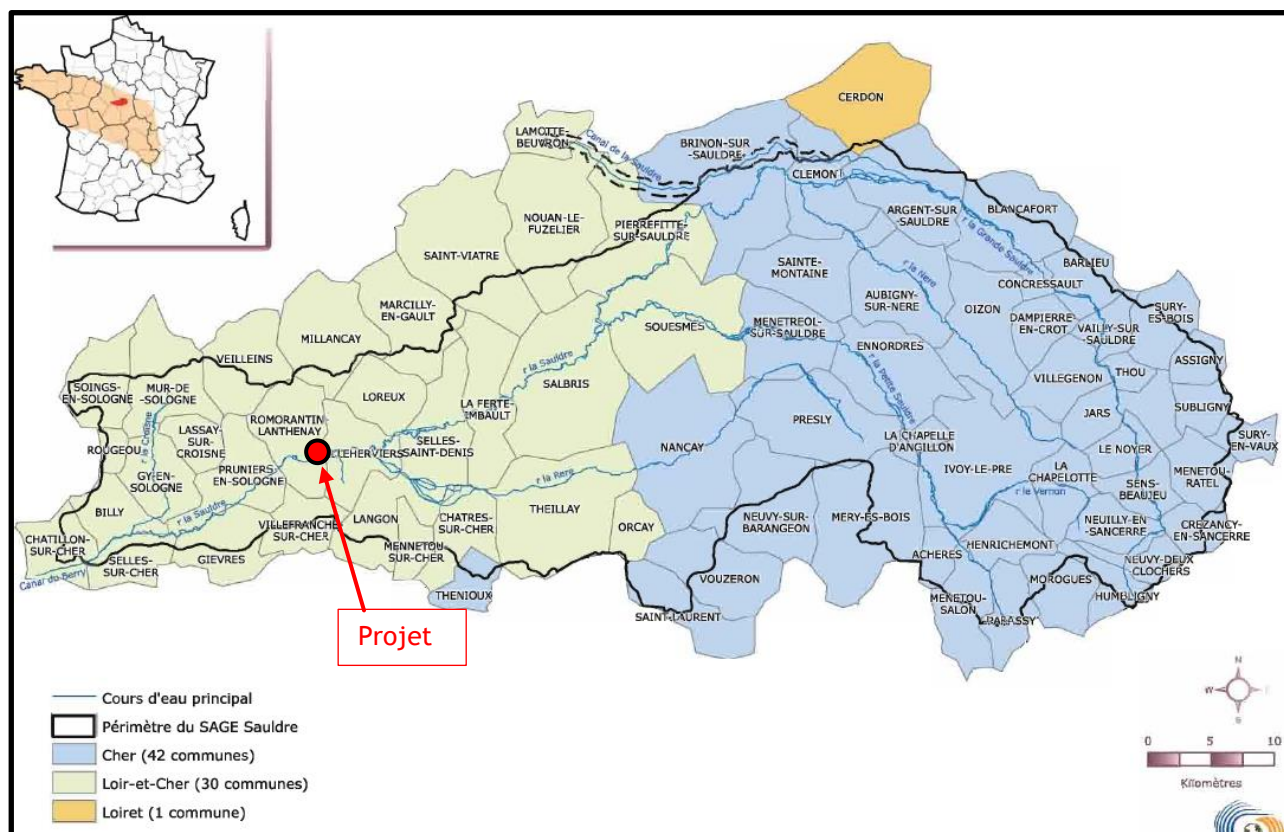 CERDON
LAMOTTE-
BEUVRON
Canal de la Sauldre
BRINON-SUR
-SAULDRE
CLEMONT
ARGENT-SUR
-SAULDRE
BLANCAFORT
r la Grande Sauldre
NOUAN-LE-
FUZELIER
PIERREFITTE
-SUR-SAULDRE
SAINT-VIATRE
SAINTE-
MONTAINE
r la Nere
BARLIEU
CONCRESSAULT
MARCILLY-
EN-GAULT
AUBIGNY-
SUR-NERE
OIZON
DAMPIERRE-
EN-CROT
SURY-
ES-BOIS
VAILLY-SUR
-SAULDRE
SOUESMES
MENETREOL-SUR
-SAULDRE
ENNORDRES
MILLANCAY
VEILLEINS
r la Sauldre
ASSIGNY
THOU
VILLEGENON
r la Petite Sauldre
SOINGS-
EN-SOLOGNE
MUR-DE
-SOLOGNE
SALBRIS
LOREUX
LA FERTE-
IMBAULT
SUBLIGNY
JARS
PRESLY
ROMORANTIN
LANTHENAY
LASSAY-
SUR-
CROISNE
r la Croisne
ROUGEOU
SELLES-
SAINT-DENIS
NANCAY
LA CHAPELLE
D'ANGILLON
SURY-
EN-VAUX
LE NOYER
IVOY-LE-PRE
LA
CHAPELOTTE
MENETOU-
RATEL
SENS-
BEAUJEU
PRUNIERS-
EN-SOLOGNE
GY-EN-
SOLOGNE
r la Rere
r le Vernon
BILLY
r la Sauldre
VILLEFRANCHE-
SUR-CHER
LANGON
CHATRES-SUR
-CHER
THEILLAY
ORCAY
NEUVY-SUR-
BARANGEON
MERY-ES-BOIS
NEUILLY-EN
-SANCERRE
CREZANCY-
EN-SANCERRE
CHATILLON-
SUR-CHER
SELLES-
SUR-CHER
GIEVRES
MENNETOU-
SUR-CHER
ACHERES
HENRICHEMONT
NEUVY-DEUX
CLOCHERS
Canal du Berry
THENIOUX
VOUZERON
MOROGUES
HUMBLIGNY
MENETOU-
SALON
SAINT-LAURENT
PARASSY
Projet
Cours d'eau principal
Périmètre du SAGE Sauldre
Cher (42 communes)
Loir-et-Cher (30 communes)
Loiret (1 commune)
N
W
E
S
0 5 10
Kilomètres